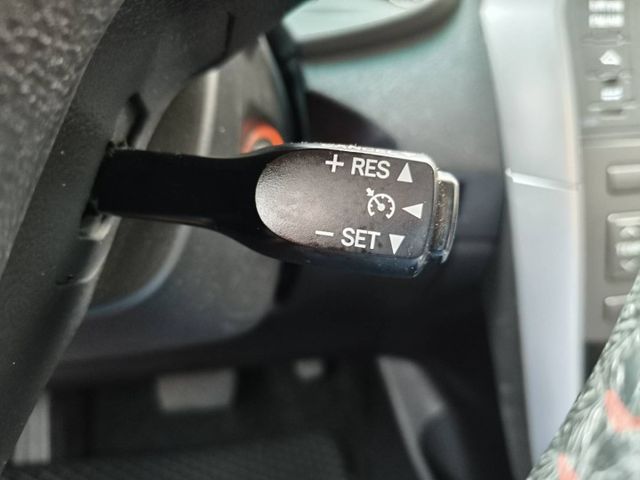 + RES ▲
◀
− SET ▼